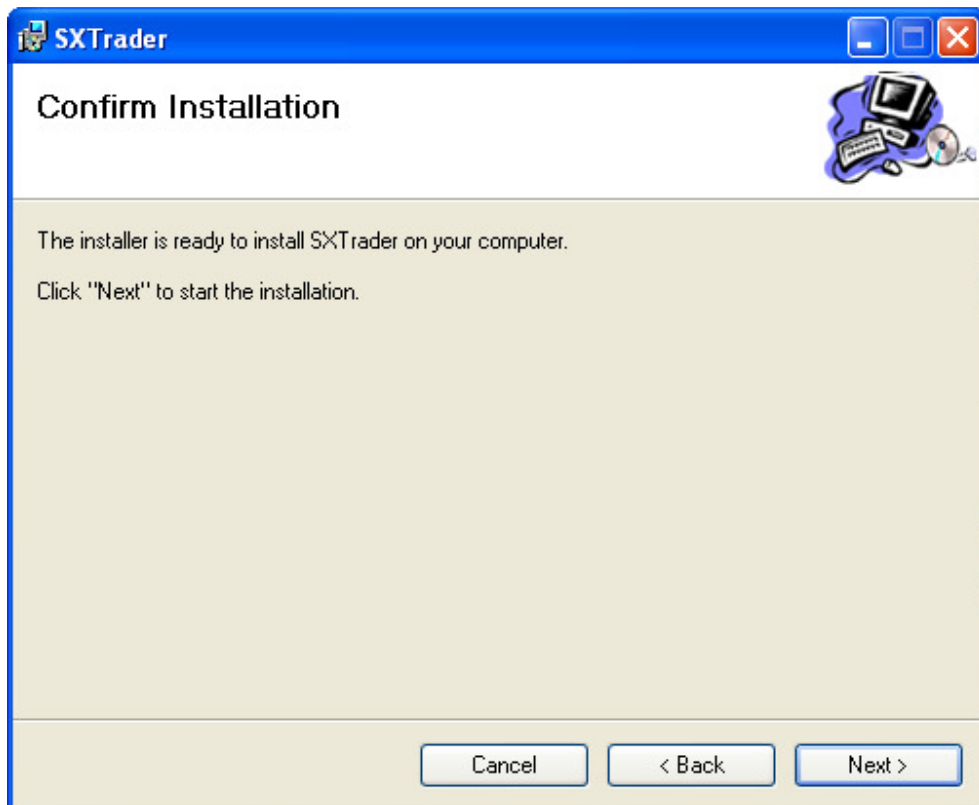 SXTrader
Confirm Installation
The installer is ready to install SXTrader on your computer.
Click "Next" to start the installation.
Cancel
< Back
Next >